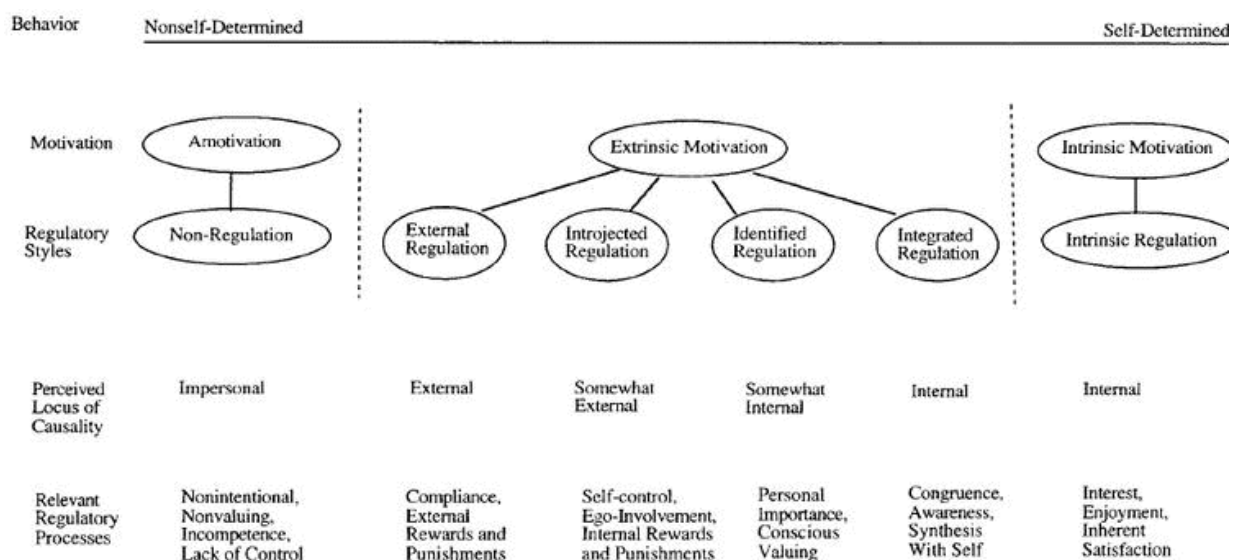 Behavior
Nonself-Determined
Self-Determined
Motivation
Amotivation
Extrinsic Motivation
Intrinsic Motivation
Regulatory
Styles
Non-Regulation
External
Regulation
Introjected
Regulation
Identified
Regulation
Integrated
Regulation
Intrinsic Regulation
Perceived
Locus of
Causality
Impersonal
External
Somewhat
External
Somewhat
Internal
Internal
Internal
Relevant
Regulatory
Processes
Nonintentional,
Nonvaluing,
Incompetence,
Lack of Control
Compliance,
External
Rewards and
Punishments
Self-control,
Ego-Involvement,
Internal Rewards
and Punishments
Personal
Importance,
Conscious
Valuing
Congruence,
Awareness,
Synthesis
With Self
Interest,
Enjoyment,
Inherent
Satisfaction